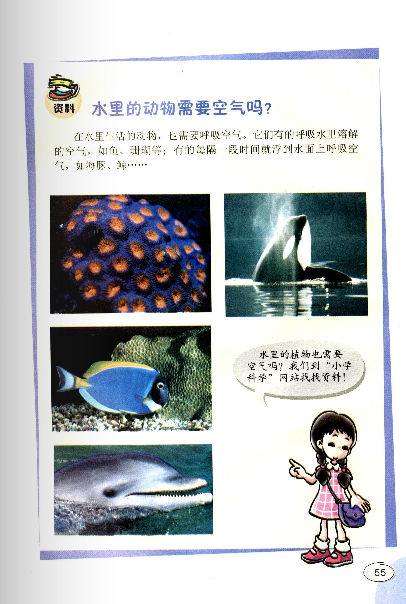 资料
水里的动物需要空气吗？
在水里生活的动物，也需要呼吸空气。它们有的呼吸水里溶解
的空气，如鱼、珊瑚等；有的每隔一段时间就浮到水面上呼吸空
气，如海豚、鲸……
水里的植物也需要
空气吗？我们到“小学
科学”网站找找资料！
55